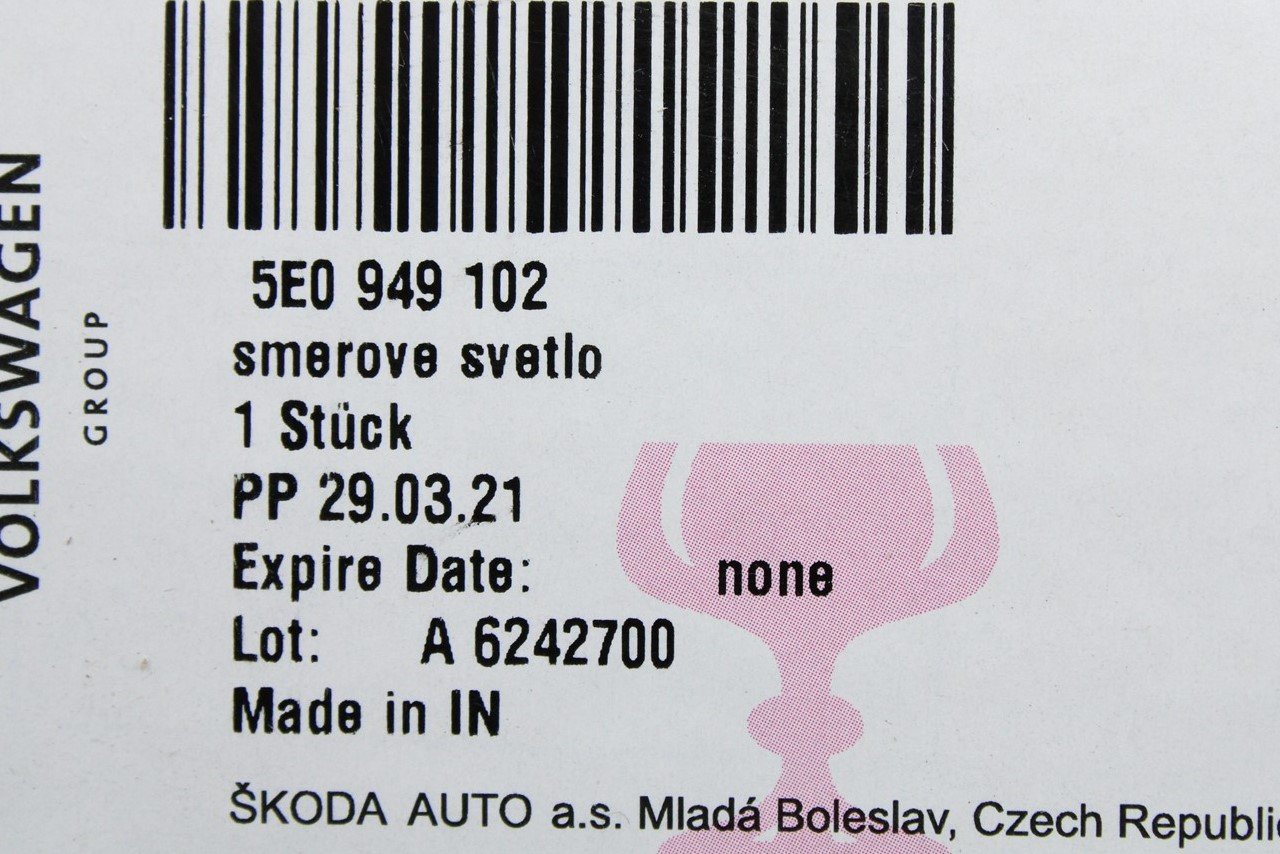 VOLKSWAGEN
GROUP
5E0 949 102
smerove svetlo
1 Stück
PP 29.03.21
Expire Date: none
Lot: A 6242700
Made in IN
ŠKODA AUTO a.s. Mladá Boleslav, Czech Republic